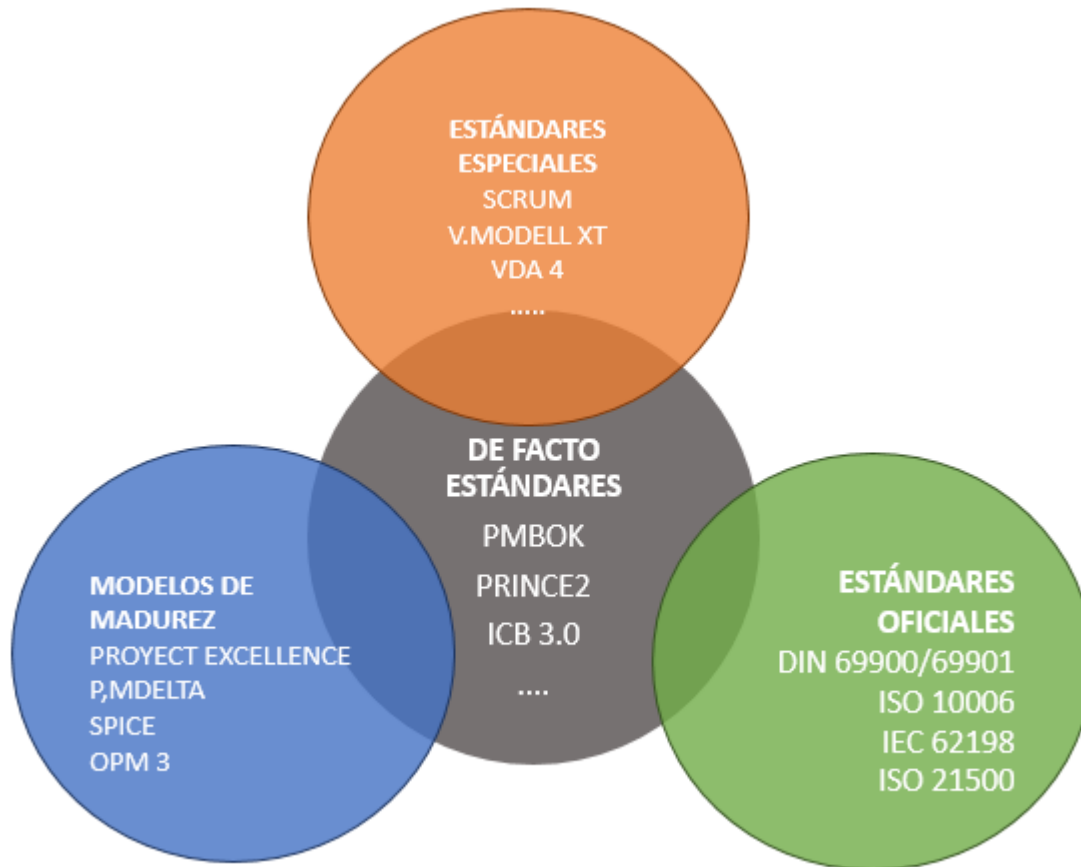 ESTÁNDARES
ESPECIALES
SCRUM
V.MODELL XT
VDA 4
.....
DE FACTO
ESTÁNDARES
PMBOK
PRINCE2
ICB 3.0
....
MODELOS DE
MADUREZ
PROYECT EXCELLENCE
P,MDELTA
SPICE
OPM 3
ESTÁNDARES
OFICIALES
DIN 69900/69901
ISO 10006
IEC 62198
ISO 21500